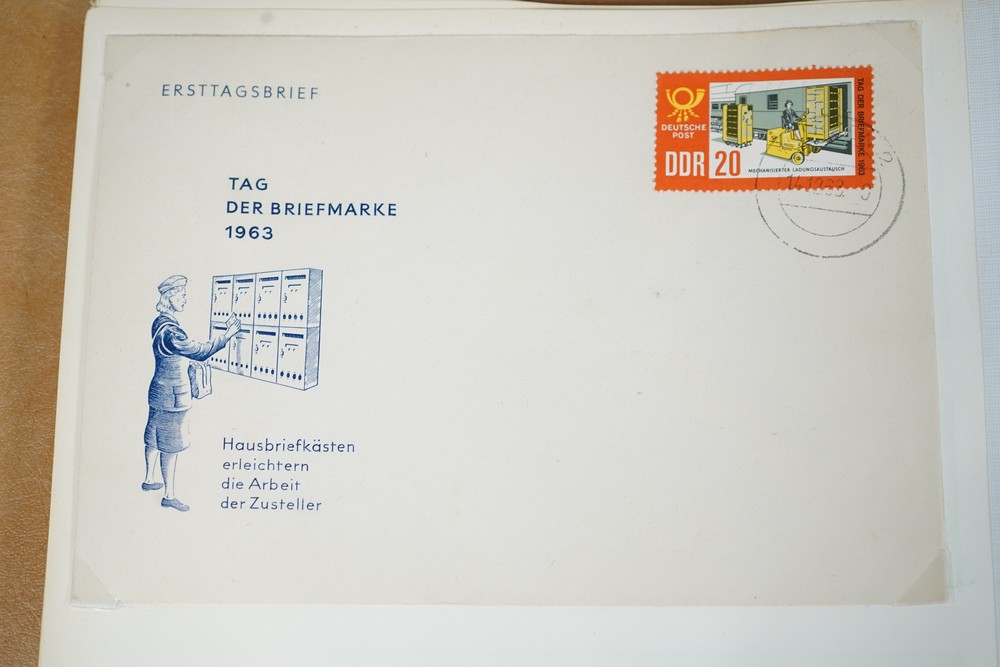 ERSTTAGSBRIEF
TAG
DER BRIEFMARKE
1963
Hausbriefkästen
erleichtern
die Arbeit
der Zusteller
DEUTSCHE
POST
DDR 20
MECHANISIERTER LADUNGSAUSTAUSCH
TAG DER BRIEFMARKE 1963